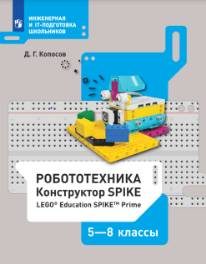 ИНЖЕНЕРНАЯ
И IT-ПОДГОТОВКА
ШКОЛЬНИКОВ
Д. Г. Копосов
РОБОТОТЕХНИКА
Конструктор SPIKE
LEGO® Education SPIKE™ Prime
5—8 классы